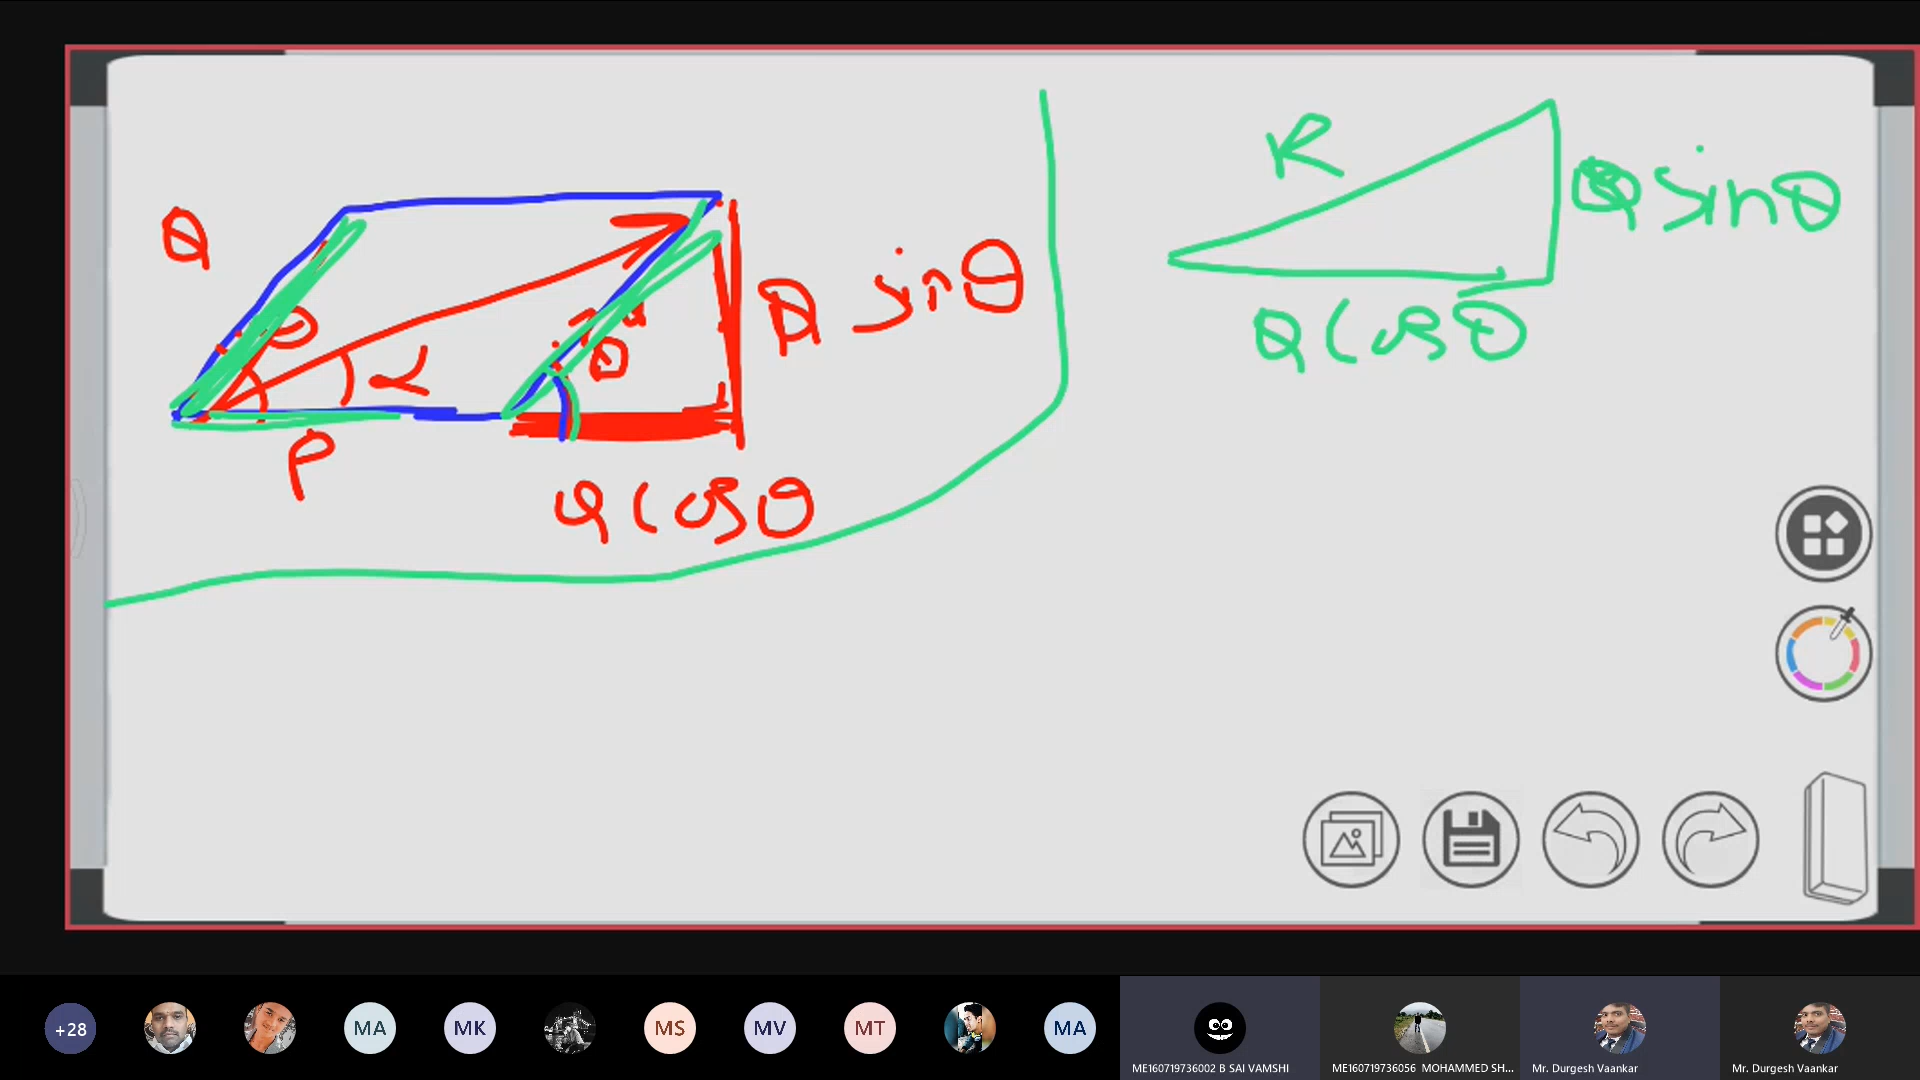 Q
θ
α
P
θ
Q sinθ
Q cosθ
R
Q sinθ
Q cosθ
+28
MA
MK
MS
MV
MT
MA
ME160719736002 B SAI VAMSHI
ME160719736056 MOHAMMED SH...
Mr. Durgesh Vaankar
Mr. Durgesh Vaankar